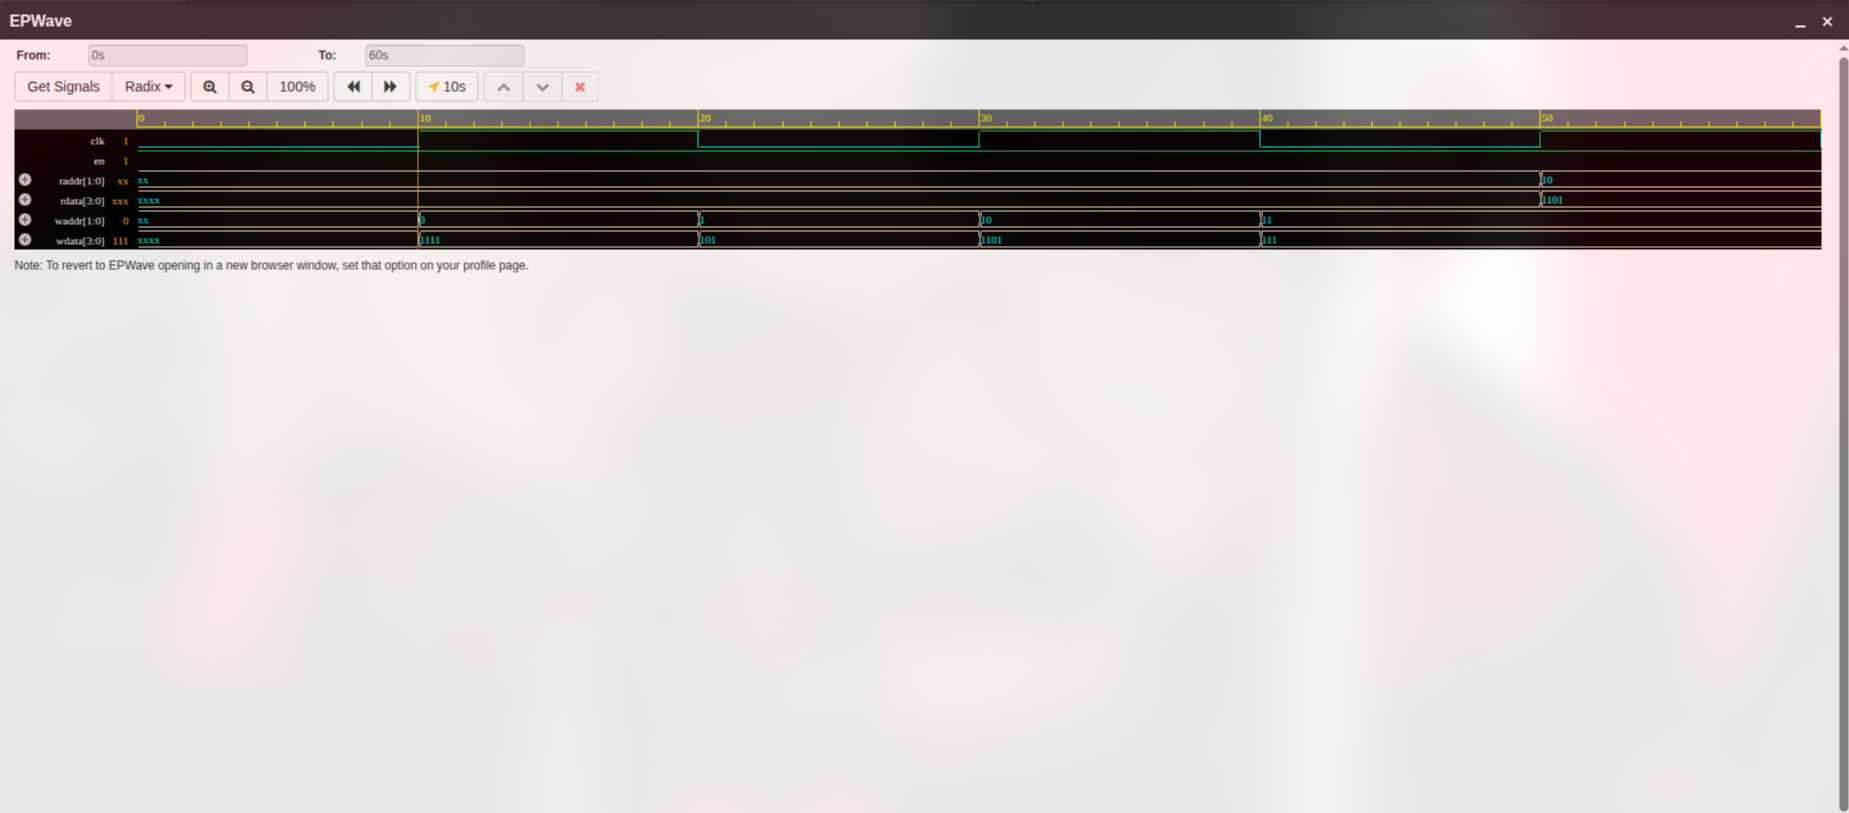 EPWave
From: 0s To: 60s
Get Signals Radix 100% 10s
0 10 20 30 40 50
clk 1
en 1
raddr[1:0] xx xx 10
rdata[3:0] xxx xxxx 1101
waddr[1:0] 0 xx 0 1 10 11
wdata[3:0] 111 xxxx 1111 101 1101 111
Note: To revert to EPWave opening in a new browser window, set that option on your profile page.